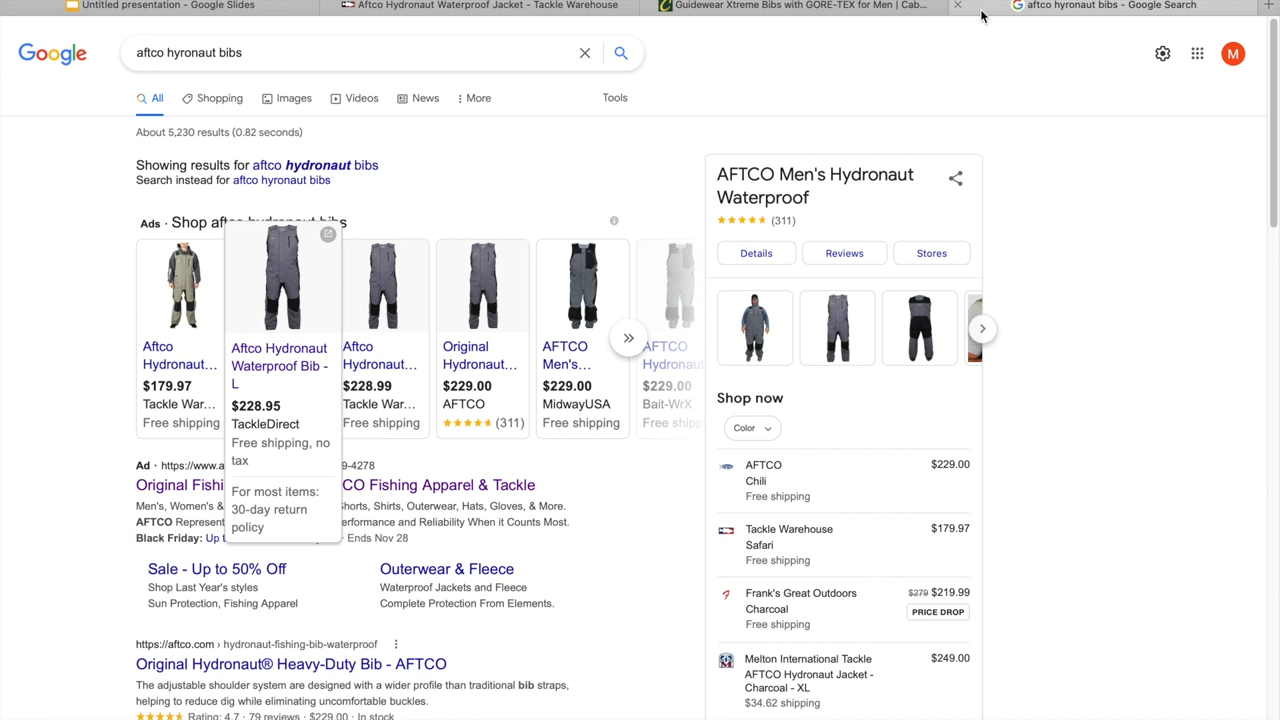 Untitled presentation - Google Slides
Aftco Hydronaut Waterproof Jacket - Tackle Warehouse
Guidewear Xtreme Bibs with GORE-TEX for Men | Cab...
aftco hyronaut bibs - Google Search
Google
aftco hyronaut bibs
M
All
Shopping
Images
Videos
News
More
Tools
About 5,230 results (0.82 seconds)
Showing results for aftco hydronaut bibs
Search instead for aftco hyronaut bibs
Ads · Shop aftco hydronaut bibs
Aftco
Hydronaut...
$179.97
Tackle War...
Free shipping
Aftco Hydronaut
Waterproof Bib -
L
$228.95
TackleDirect
Free shipping, no
tax
For most items:
30-day return
policy
Aftco
Hydronaut...
$228.99
Tackle War...
Free shipping
Original
Hydronaut...
$229.00
AFTCO
(311)
AFTCO
Men's...
$229.00
MidwayUSA
Free shipping
AFTCO
Hydronau
$229.00
Bait-WrX
Free shipp
Ad · https://www.a
9-4278
Original Fishi
CO Fishing Apparel & Tackle
Men's, Women's &
Shorts, Shirts, Outerwear, Hats, Gloves, & More.
AFTCO Represent
erformance and Reliability When it Counts Most.
Black Friday: Up t
· Ends Nov 28
Sale - Up to 50% Off
Shop Last Year's styles
Sun Protection, Fishing Apparel
Outerwear & Fleece
Waterproof Jackets and Fleece
Complete Protection From Elements.
https://aftco.com › hydronaut-fishing-bib-waterproof
Original Hydronaut® Heavy-Duty Bib - AFTCO
The adjustable shoulder system are designed with a wider profile than traditional bib straps,
helping to reduce dig while eliminating uncomfortable buckles.
Rating: 4.7 · 79 reviews · $229.00 · In stock
AFTCO Men's Hydronaut
Waterproof
(311)
Details
Reviews
Stores
Shop now
Color
AFTCO
$229.00
Chili
Free shipping
Tackle Warehouse
$179.97
Safari
Free shipping
Frank's Great Outdoors
$279 $219.99
Charcoal
PRICE DROP
Free shipping
Melton International Tackle
$249.00
AFTCO Hydronaut Jacket -
Charcoal - XL
$34.62 shipping